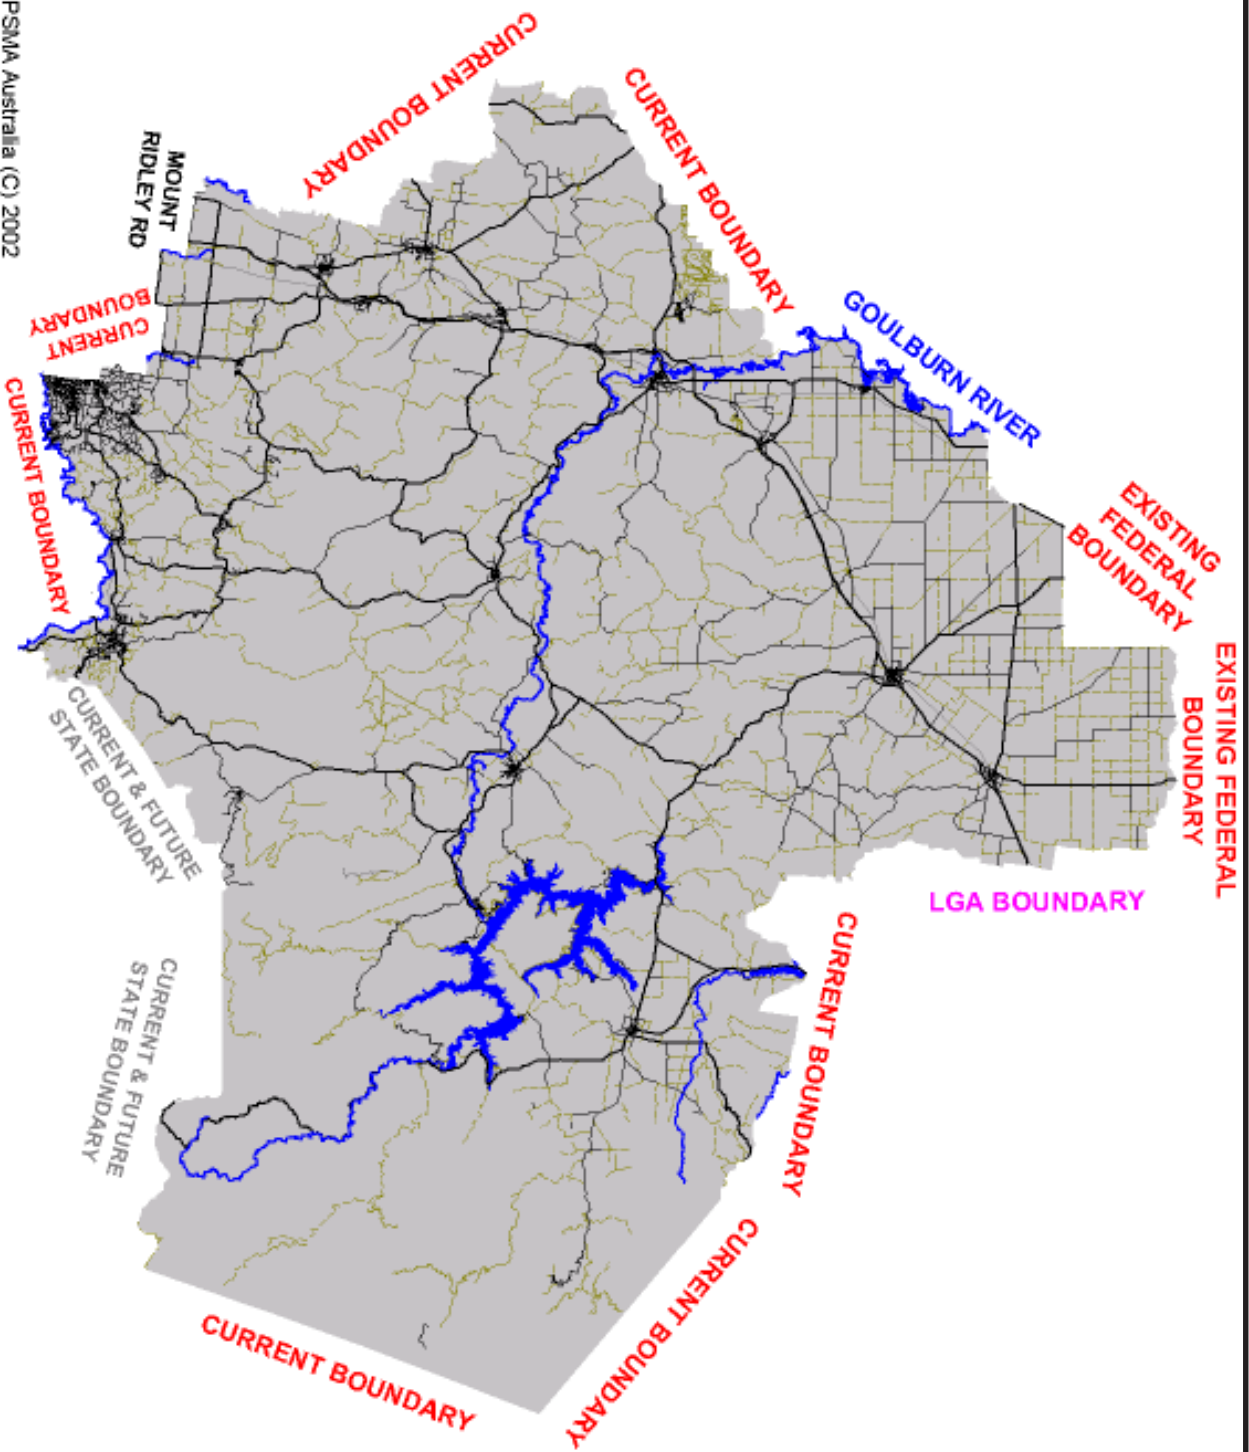 CURRENT BOUNDARY
CURRENT BOUNDARY
PSMA Australia (C) 2002
MOUNT
RIDLEY RD
GOULBURN RIVER
CURRENT
BOUNDARY
CURRENT BOUNDARY
EXISTING
FEDERAL
BOUNDARY
EXISTING FEDERAL
BOUNDARY
CURRENT & FUTURE
STATE BOUNDARY
LGA BOUNDARY
CURRENT BOUNDARY
CURRENT & FUTURE
STATE BOUNDARY
CURRENT BOUNDARY
CURRENT BOUNDARY